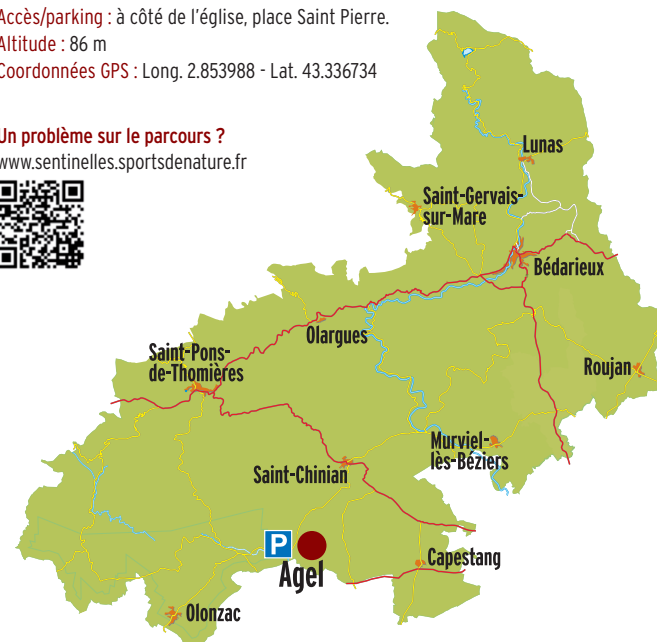 Accès/parking : à côté de l'église, place Saint Pierre.
Altitude : 86 m
Coordonnées GPS : Long. 2.853988 - Lat. 43.336734
Un problème sur le parcours ?
www.sentinelles.sportsdenature.fr
Lunas
Saint-Gervais-
sur-Mare
Bédarieux
Olargues
Saint-Pons-
de-Thomières
Roujan
Murviel-
lès-Béziers
Saint-Chinian
P
Agel
Capestang
Olonzac